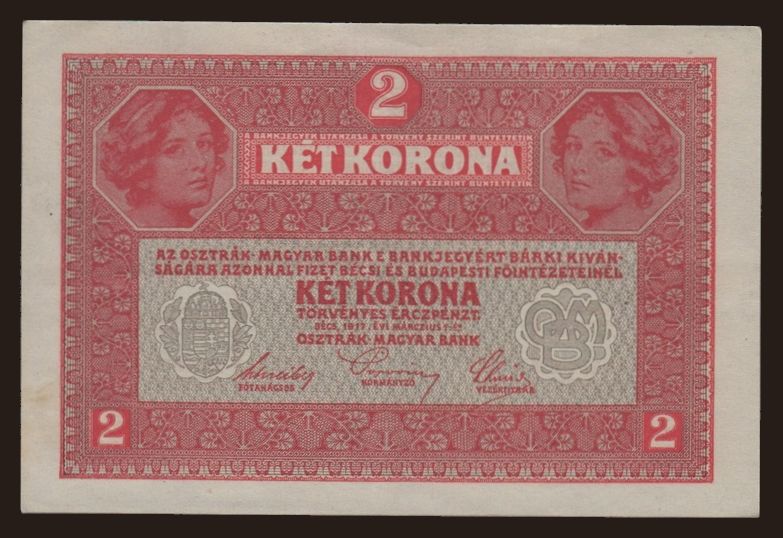 2
A BANKJEGYEK UTÁNZÁSA A TÖRVÉNY SZERINT BÜNTETTETIK
KÉT KORONA
A BANKJEGYEK UTÁNZÁSA A TÖRVÉNY SZERINT BÜNTETTETIK
AZ OSZTRÁK-MAGYAR BANK E BANKJEGYÉRT BÁRKI KIVÁN-
SÁGÁRA AZONNAL FIZET BÉCSI ÉS BUDAPESTI FŐINTÉZETEINÉL
KÉT KORONA
TÖRVÉNYES ÉRCZPÉNZT.
BÉCS, 1917. ÉVI MÁRCZIUS 1-ÉN
OSZTRÁK-MAGYAR BANK
FŐTANÁCSOS
KORMÁNYZÓ
VEZÉRTITKÁR
2
2